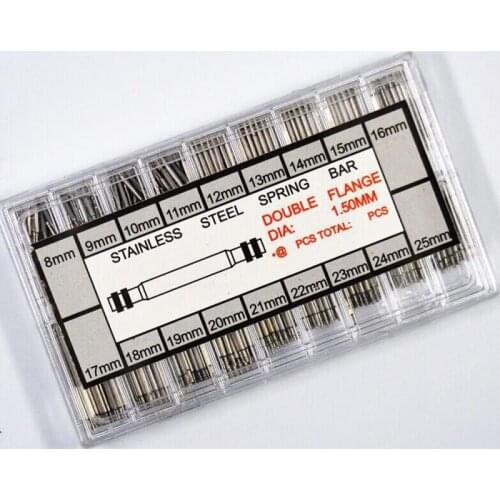 8mm 9mm 10mm 11mm 12mm 13mm 14mm 15mm 16mm
STAINLESS STEEL SPRING BAR
DOUBLE FLANGE
DIA: 1.50MM
•@ PCS TOTAL: PCS
17mm 18mm 19mm 20mm 21mm 22mm 23mm 24mm 25mm